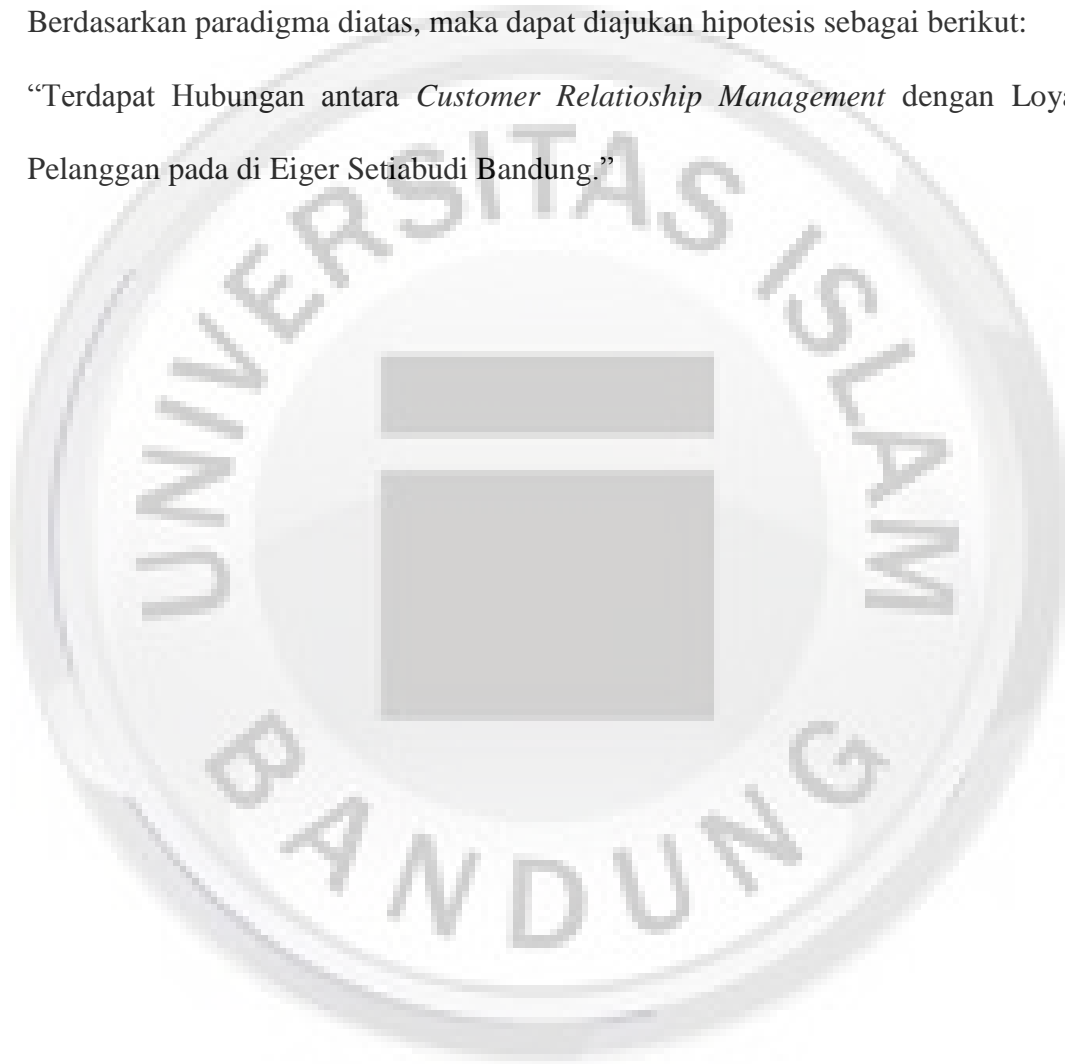 Berdasarkan paradigma diatas, maka dapat diajukan hipotesis sebagai berikut:
“Terdapat Hubungan antara Customer Relatioship Management dengan Loya
Pelanggan pada di Eiger Setiabudi Bandung.”
UNIVERSITAS ISLAM
BANDUNG